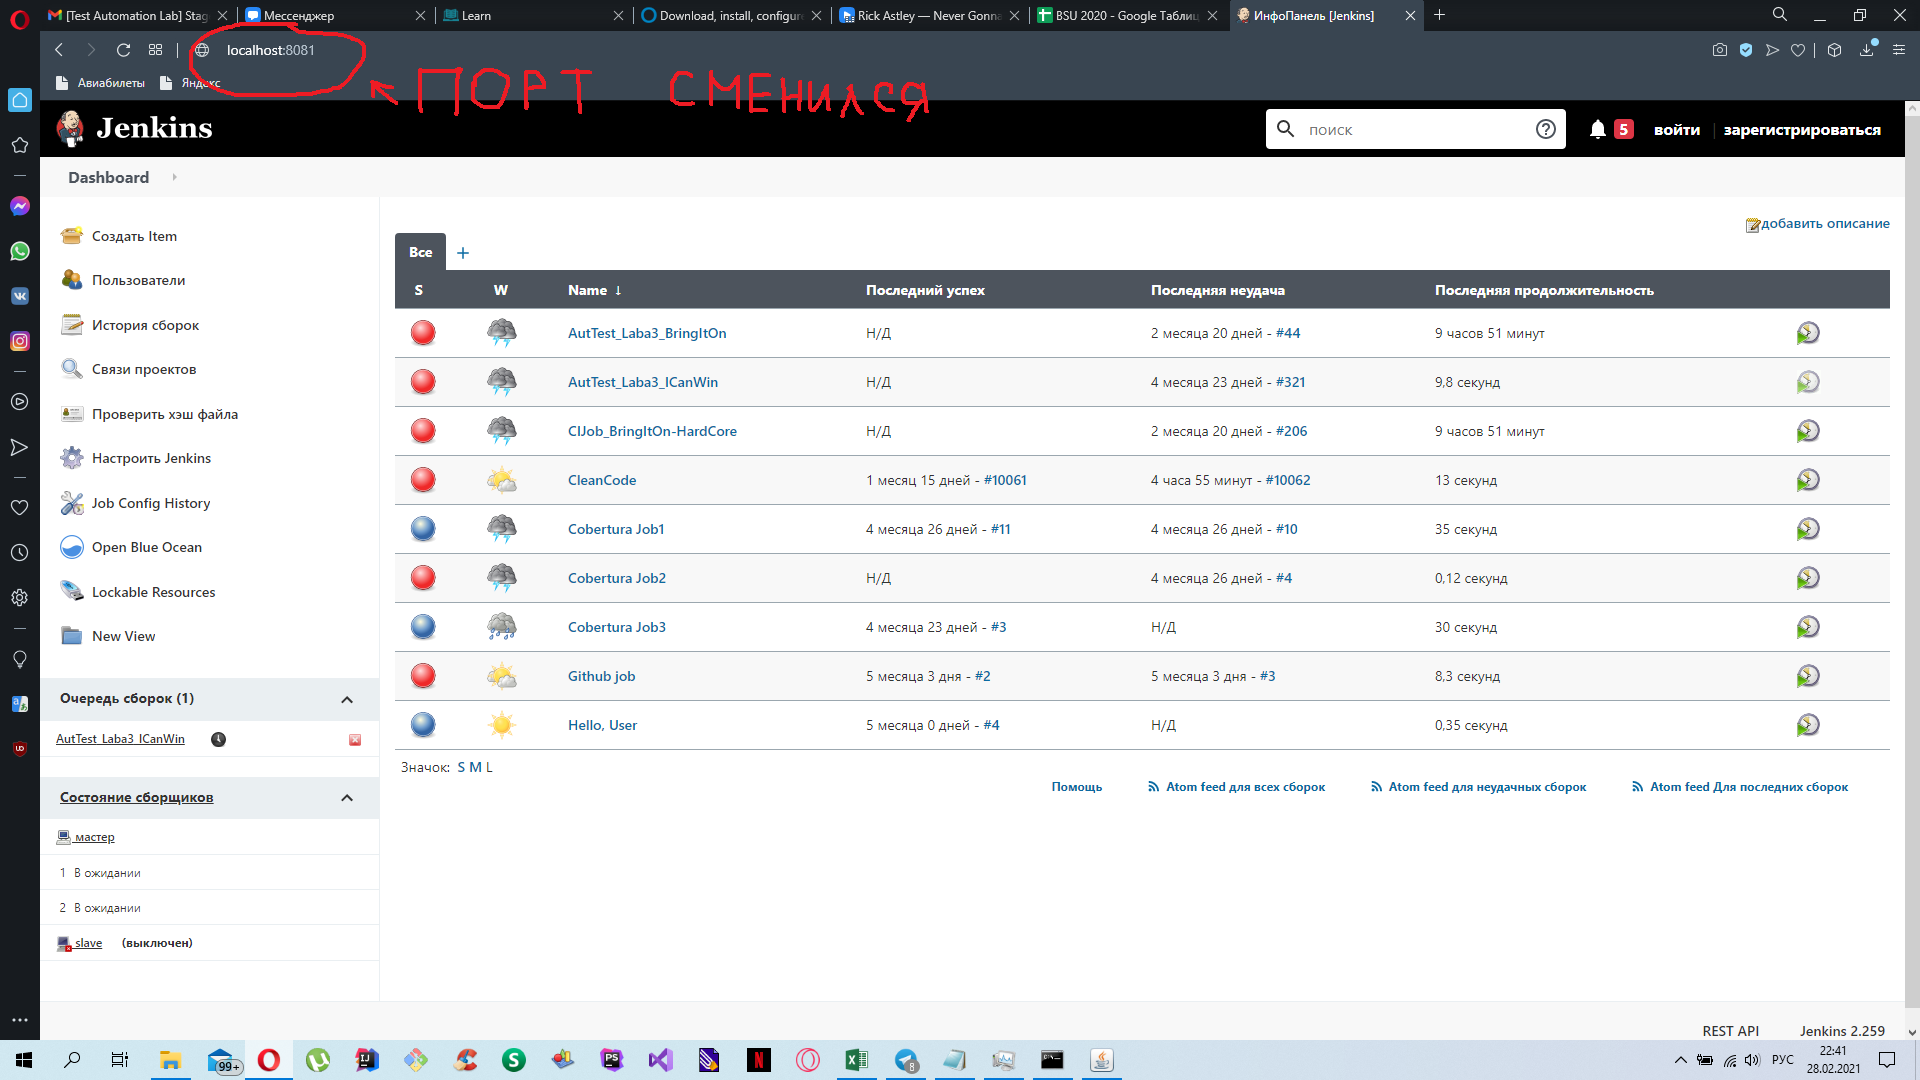 [Test Automation Lab] Stag
Мессенджер
Learn
Download, install, configur
Rick Astley — Never Gonna
BSU 2020 - Google Таблиц
ИнфоПанель [Jenkins]
localhost:8081
Авиабилеты
Яндекс
ПОРТ СМЕНИЛСЯ
Jenkins
поиск
5
войти
зарегистрироваться
Dashboard
Создать Item
Пользователи
История сборок
Связи проектов
Проверить хэш файла
Настроить Jenkins
Job Config History
Open Blue Ocean
Lockable Resources
New View
Очередь сборок (1)
AutTest_Laba3_ICanWin
Состояние сборщиков
мастер
1 В ожидании
2 В ожидании
slave (выключен)
добавить описание
Все +
S W Name ↓ Последний успех Последняя неудача Последняя продолжительность
AutTest_Laba3_BringItOn Н/Д 2 месяца 20 дней - #44 9 часов 51 минут
AutTest_Laba3_ICanWin Н/Д 4 месяца 23 дней - #321 9,8 секунд
CIJob_BringItOn-HardCore Н/Д 2 месяца 20 дней - #206 9 часов 51 минут
CleanCode 1 месяц 15 дней - #10061 4 часа 55 минут - #10062 13 секунд
Cobertura Job1 4 месяца 26 дней - #11 4 месяца 26 дней - #10 35 секунд
Cobertura Job2 Н/Д 4 месяца 26 дней - #4 0,12 секунд
Cobertura Job3 4 месяца 23 дней - #3 Н/Д 30 секунд
Github job 5 месяца 3 дня - #2 5 месяца 3 дня - #3 8,3 секунд
Hello, User 5 месяца 0 дней - #4 Н/Д 0,35 секунд
Значок: S M L
Помощь
Atom feed для всех сборок
Atom feed для неудачных сборок
Atom feed Для последних сборок
REST API
Jenkins 2.259
99+
8
РУС
22:41
28.02.2021